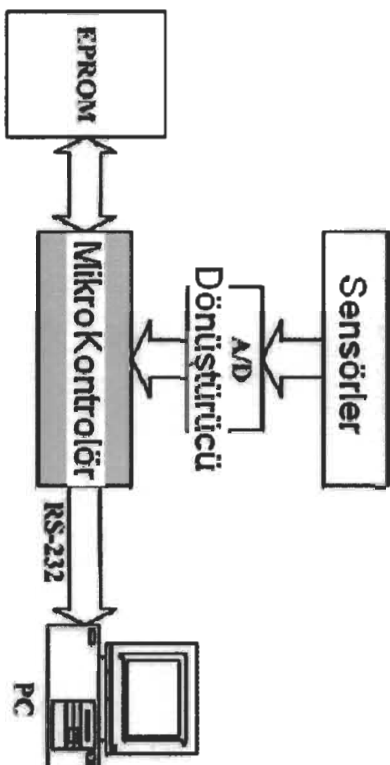 Sensörler
A/D
Dönüştürücü
EPROM
MikroKontrolör
RS-232
PC